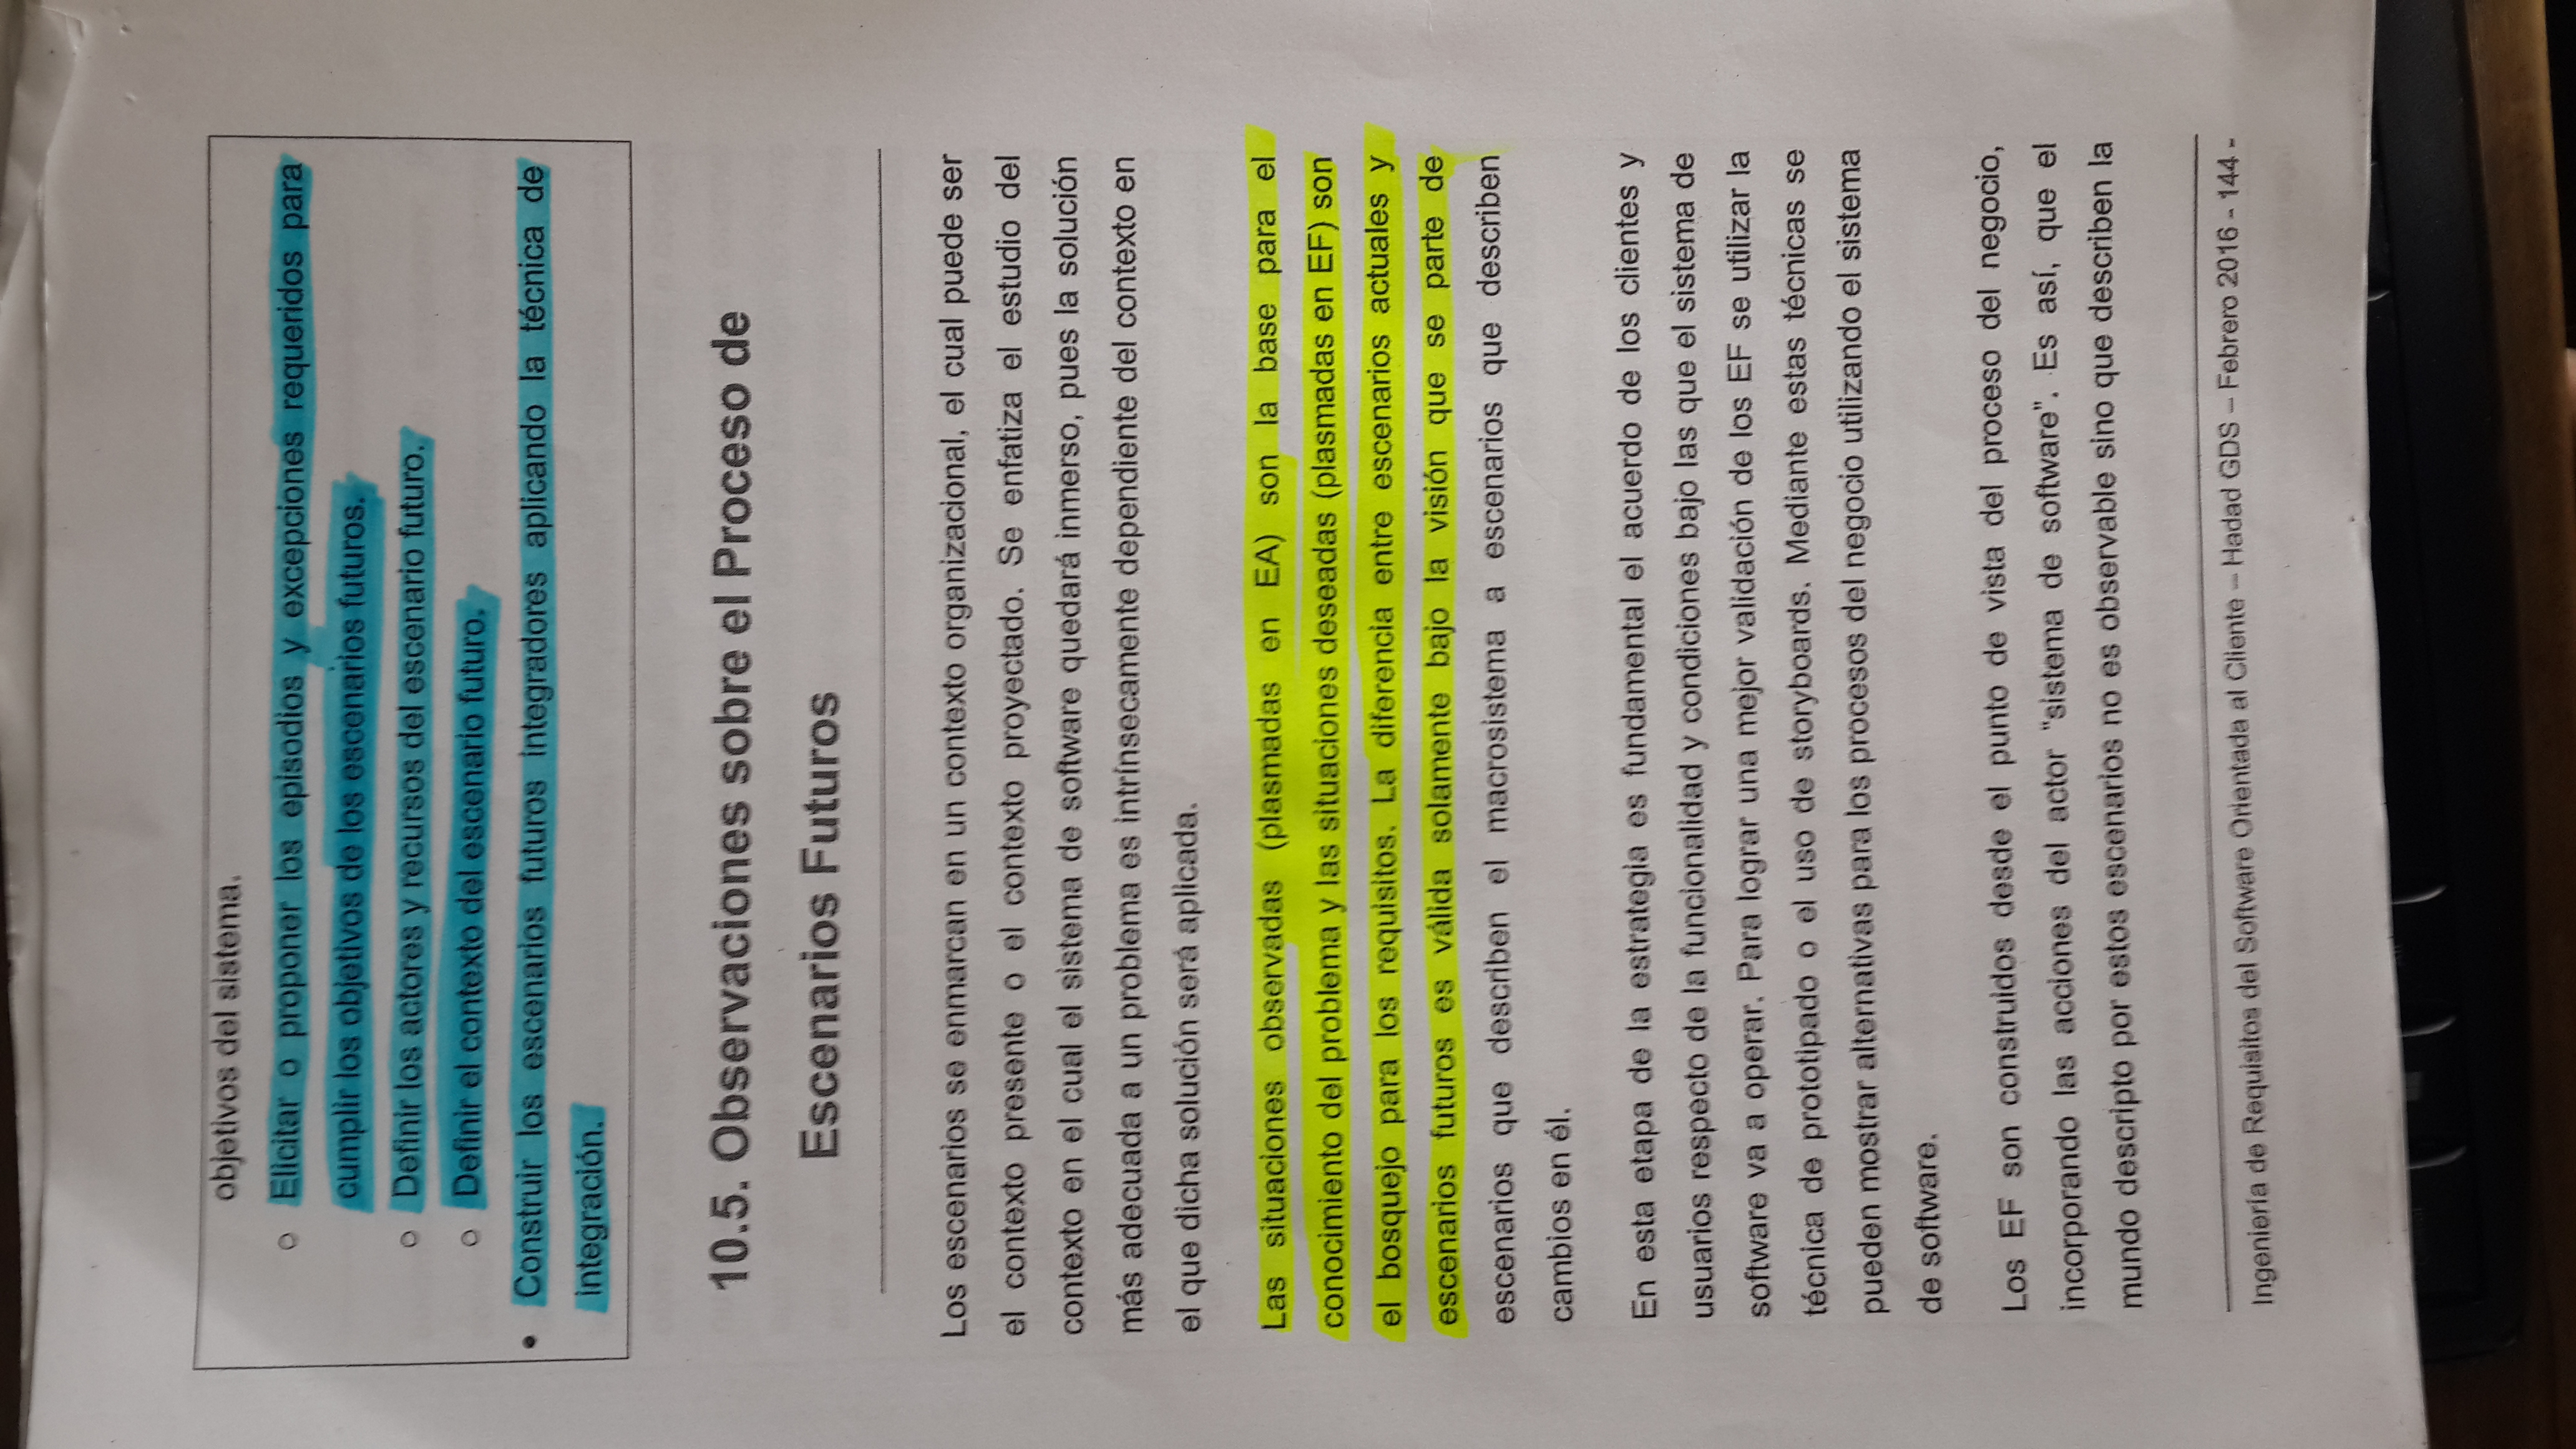 objetivos del sistema.
o Elicitar o proponer los episodios y excepciones requeridos para
cumplir los objetivos de los escenarios futuros.
o Definir los actores y recursos del escenario futuro.
o Definir el contexto del escenario futuro.
• Construir los escenarios futuros integradores aplicando la técnica de
integración.
10.5. Observaciones sobre el Proceso de
Escenarios Futuros
Los escenarios se enmarcan en un contexto organizacional, el cual puede ser
el contexto presente o el contexto proyectado. Se enfatiza el estudio del
contexto en el cual el sistema de software quedará inmerso, pues la solución
más adecuada a un problema es intrínsecamente dependiente del contexto en
el que dicha solución será aplicada.
Las situaciones observadas (plasmadas en EA) son la base para el
conocimiento del problema y las situaciones deseadas (plasmadas en EF) son
el bosquejo para los requisitos. La diferencia entre escenarios actuales y
escenarios futuros es válida solamente bajo la visión que se parte de
escenarios que describen el macrosistema a escenarios que describen
cambios en él.
En esta etapa de la estrategia es fundamental el acuerdo de los clientes y
usuarios respecto de la funcionalidad y condiciones bajo las que el sistema de
software va a operar. Para lograr una mejor validación de los EF se utilizar la
técnica de prototipado o el uso de storyboards. Mediante estas técnicas se
pueden mostrar alternativas para los procesos del negocio utilizando el sistema
de software.
Los EF son construidos desde el punto de vista del proceso del negocio,
incorporando las acciones del actor "sistema de software". Es así, que el
mundo descripto por estos escenarios no es observable sino que describen la
Ingeniería de Requisitos del Software Orientada al Cliente – Hadad GDS – Febrero 2016 - 144 -